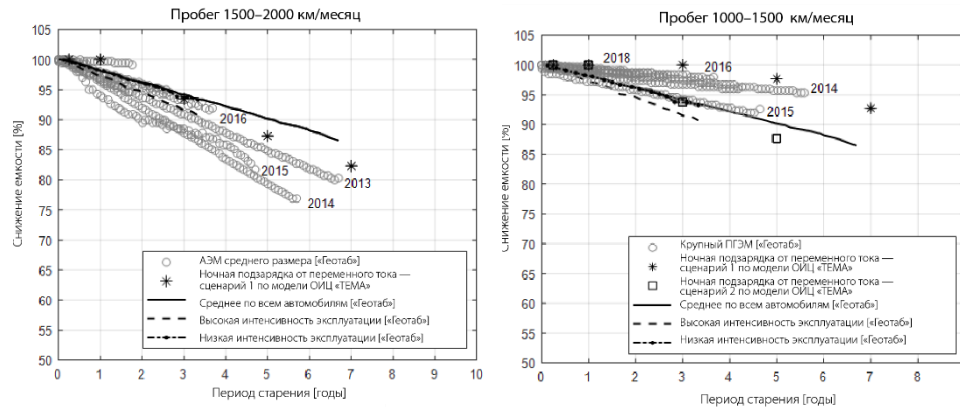 Пробег 1500–2000 км/месяц
105
100
95
90
85
80
75
70
65
60
55
50
Снижение емкости [%]
2016
2015
2013
2014
АЭМ среднего размера [«Геотаб»]
Ночная подзарядка от переменного тока —
сценарий 1 по модели ОИЦ «ТЕМА»
Среднее по всем автомобилям [«Геотаб»]
Высокая интенсивность эксплуатации [«Геотаб»]
Низкая интенсивность эксплуатации [«Геотаб»]
0 1 2 3 4 5 6 7 8 9 10
Период старения [годы]
Пробег 1000–1500 км/месяц
105
100
95
90
85
80
75
70
65
60
55
50
Снижение емкости [%]
2018
2016
2014
2015
Крупный ПГЭМ [«Геотаб»]
Ночная подзарядка от переменного тока —
сценарий 1 по модели ОИЦ «ТЕМА»
Ночная подзарядка от переменного тока —
сценарий 2 по модели ОИЦ «ТЕМА»
Среднее по всем автомобилям [«Геотаб»]
Высокая интенсивность эксплуатации [«Геотаб»]
Низкая интенсивность эксплуатации [«Геотаб»]
0 1 2 3 4 5 6 7 8 9
Период старения [годы]